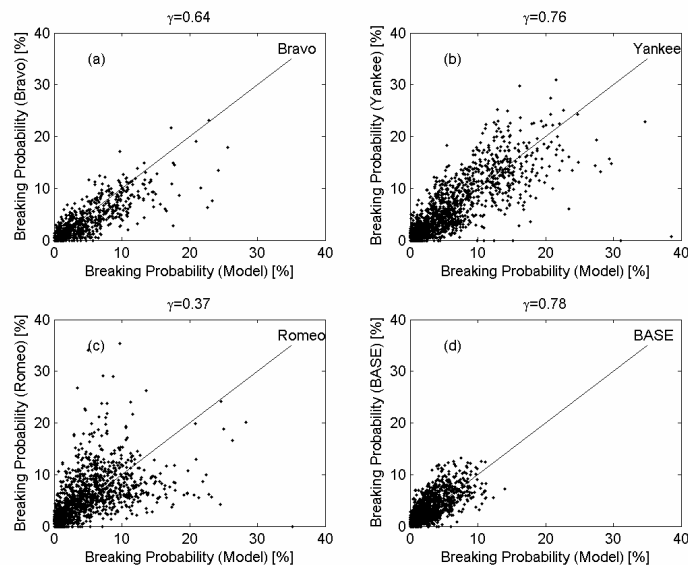 γ=0.64
40
30
20
10
0
Breaking Probability (Bravo) [%]
(a)
Bravo
0 10 20 30 40
Breaking Probability (Model) [%]
γ=0.76
40
30
20
10
0
Breaking Probability (Yankee) [%]
(b)
Yankee
0 10 20 30 40
Breaking Probability (Model) [%]
γ=0.37
40
30
20
10
0
Breaking Probability (Romeo) [%]
(c)
Romeo
0 10 20 30 40
Breaking Probability (Model) [%]
γ=0.78
40
30
20
10
0
Breaking Probability (BASE) [%]
(d)
BASE
0 10 20 30 40
Breaking Probability (Model) [%]